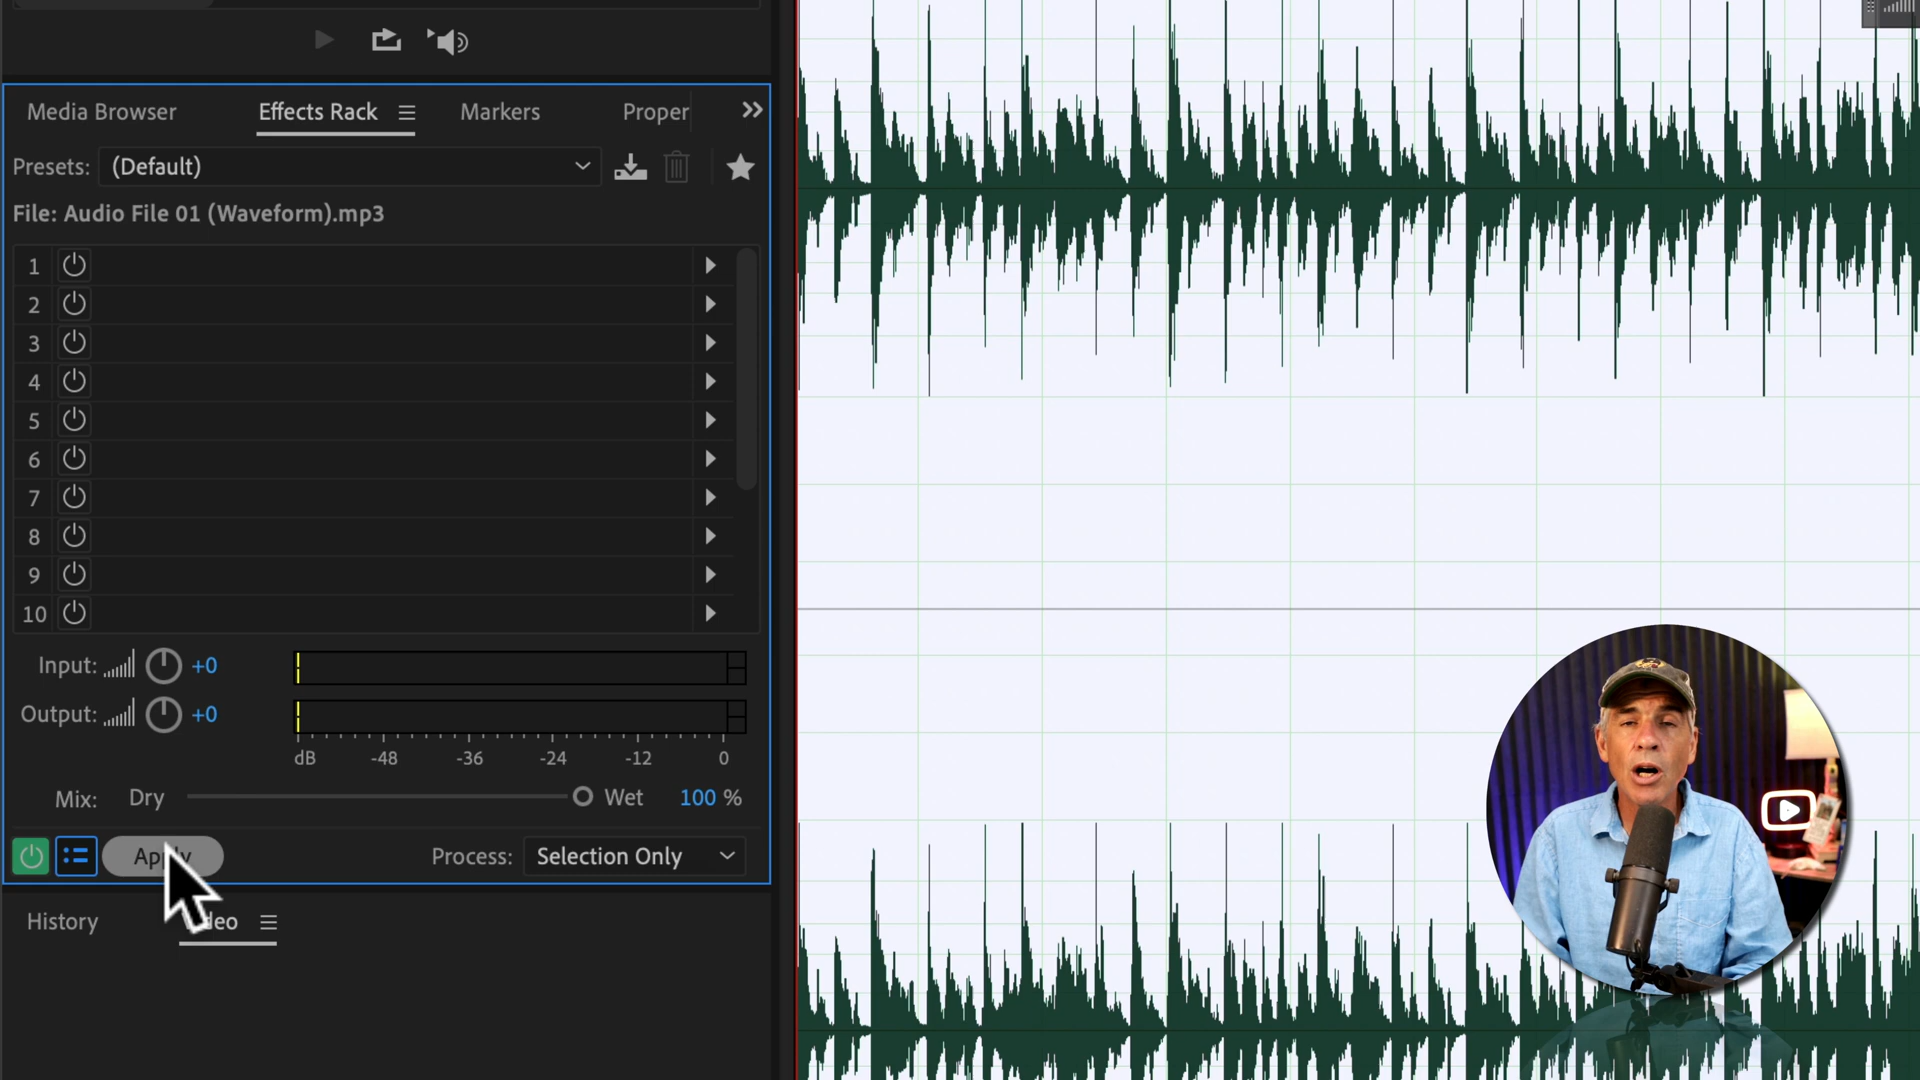 Media Browser Effects Rack Markers Proper
Presets: (Default)
File: Audio File 01 (Waveform).mp3
1
2
3
4
5
6
7
8
9
10
Input: +0
Output: +0
dB -48 -36 -24 -12 0
Mix: Dry Wet 100 %
Apply Process: Selection Only
History